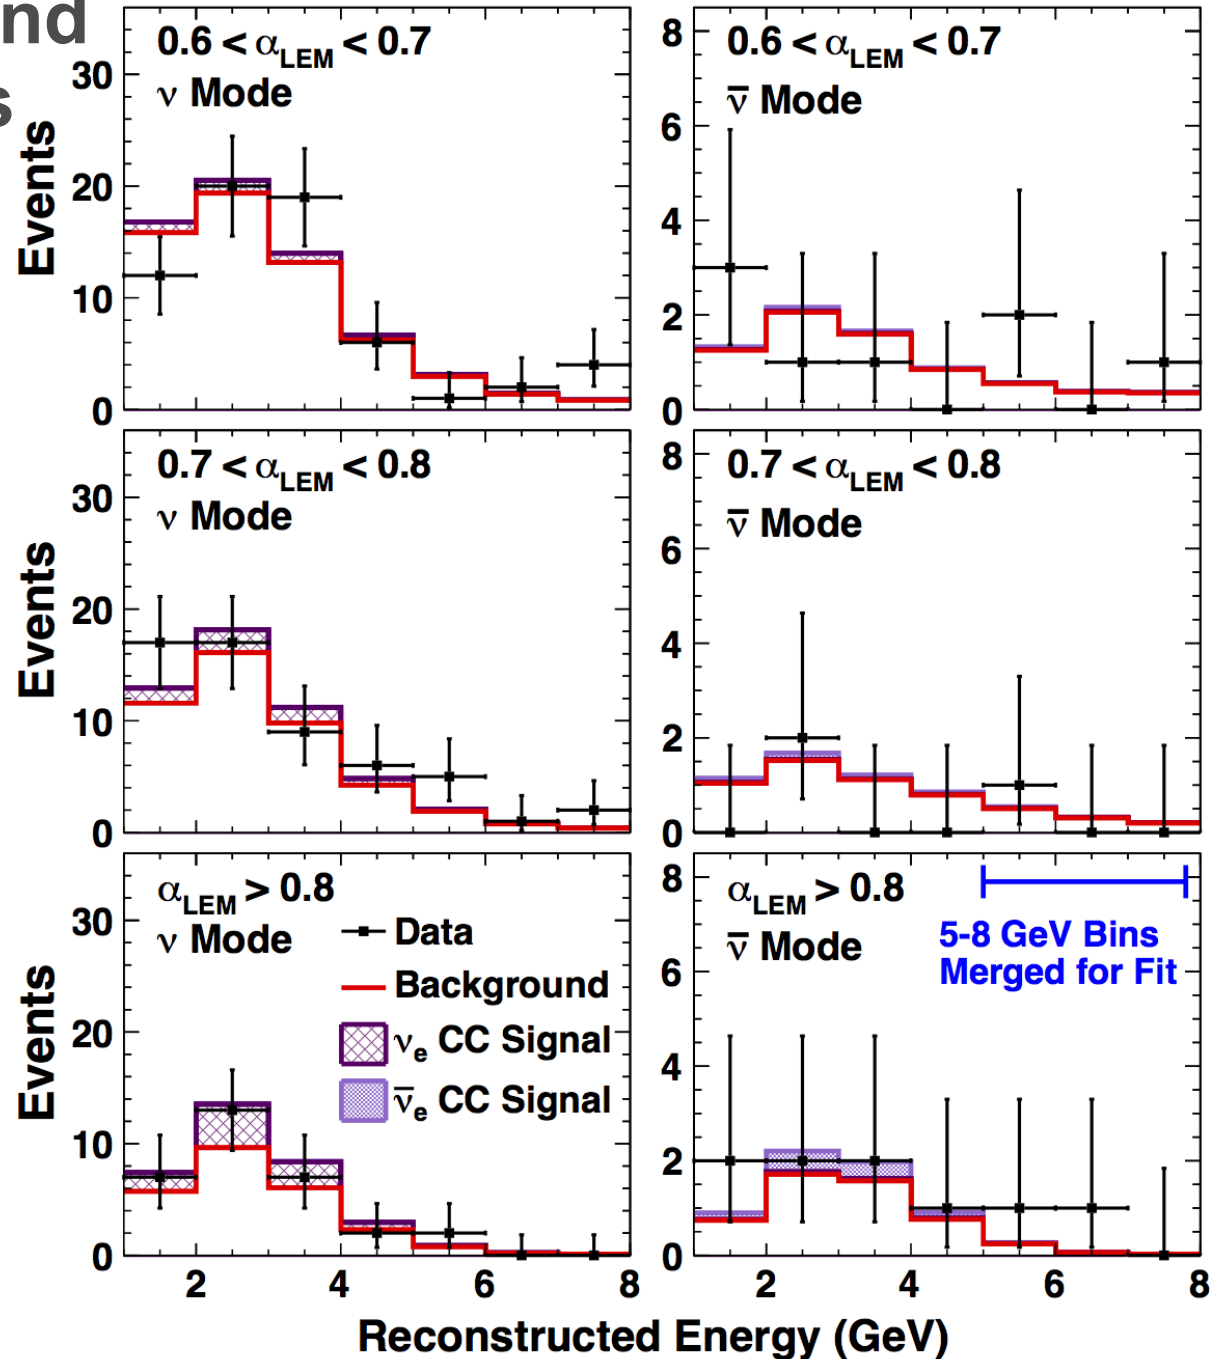 nd
s
0.6 < α_LEM < 0.7
ν Mode
Events
30
20
10
0
0.6 < α_LEM < 0.7
ν̅ Mode
8
6
4
2
0
0.7 < α_LEM < 0.8
ν Mode
Events
30
20
10
0
0.7 < α_LEM < 0.8
ν̅ Mode
8
6
4
2
0
α_LEM > 0.8
ν Mode
Data
Background
ν_e CC Signal
ν̅_e CC Signal
Events
30
20
10
0
2 4 6 8
α_LEM > 0.8
ν̅ Mode
5-8 GeV Bins
Merged for Fit
8
6
4
2
0
2 4 6 8
Reconstructed Energy (GeV)